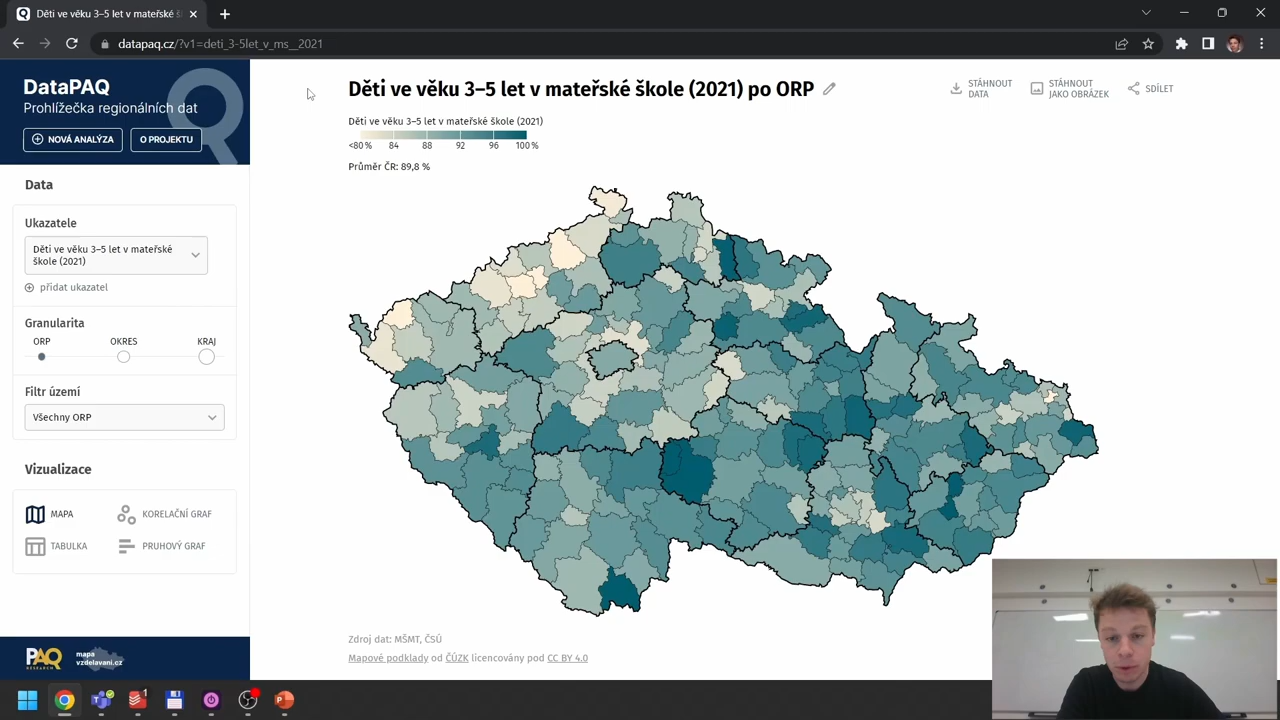 Děti ve věku 3–5 let v mateřské š
datapaq.cz/?v1=deti_3-5let_v_ms__2021
DataPAQ
Prohlížečka regionálních dat
NOVÁ ANALÝZA
O PROJEKTU
Data
Ukazatele
Děti ve věku 3–5 let v mateřské
škole (2021)
přidat ukazatel
Granularita
ORP
OKRES
KRAJ
Filtr území
Všechny ORP
Vizualizace
MAPA
KORELAČNÍ GRAF
TABULKA
PRUHOVÝ GRAF
PAQ
RESEARCH
mapa
vzdelavani.cz
Děti ve věku 3–5 let v mateřské škole (2021) po ORP
STÁHNOUT
DATA
STÁHNOUT
JAKO OBRÁZEK
SDÍLET
Děti ve věku 3–5 let v mateřské škole (2021)
<80 % 84 88 92 96 100 %
Průměr ČR: 89,8 %
Zdroj dat: MŠMT, ČSÚ
Mapové podklady od ČÚZK licencovány pod CC BY 4.0